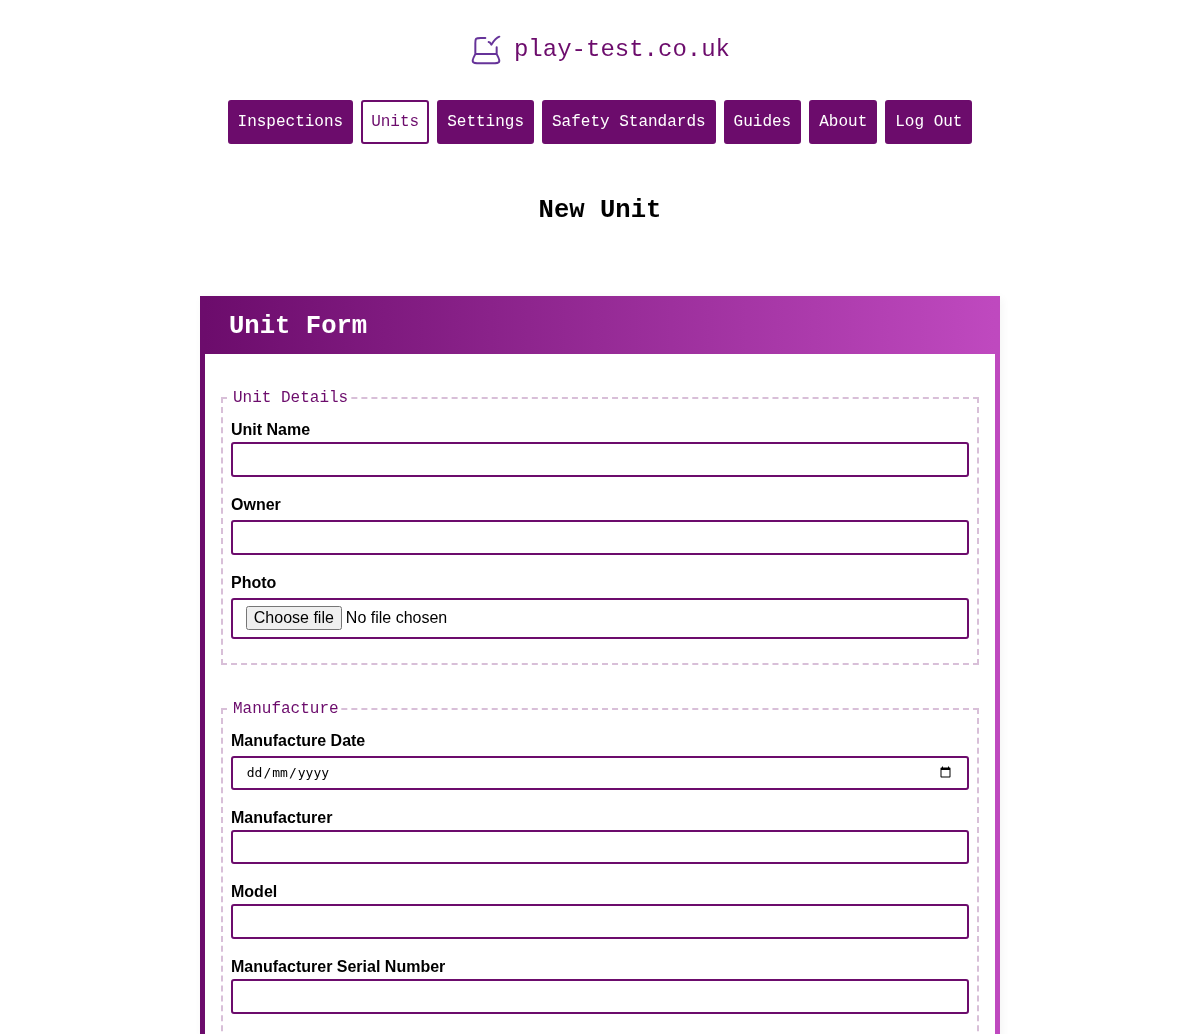 play-test.co.uk
Inspections Units Settings Safety Standards Guides About Log Out
New Unit
Unit Form
Unit Details
Unit Name
Owner
Photo
Choose file No file chosen
Manufacture
Manufacture Date
dd/mm/yyyy
Manufacturer
Model
Manufacturer Serial Number